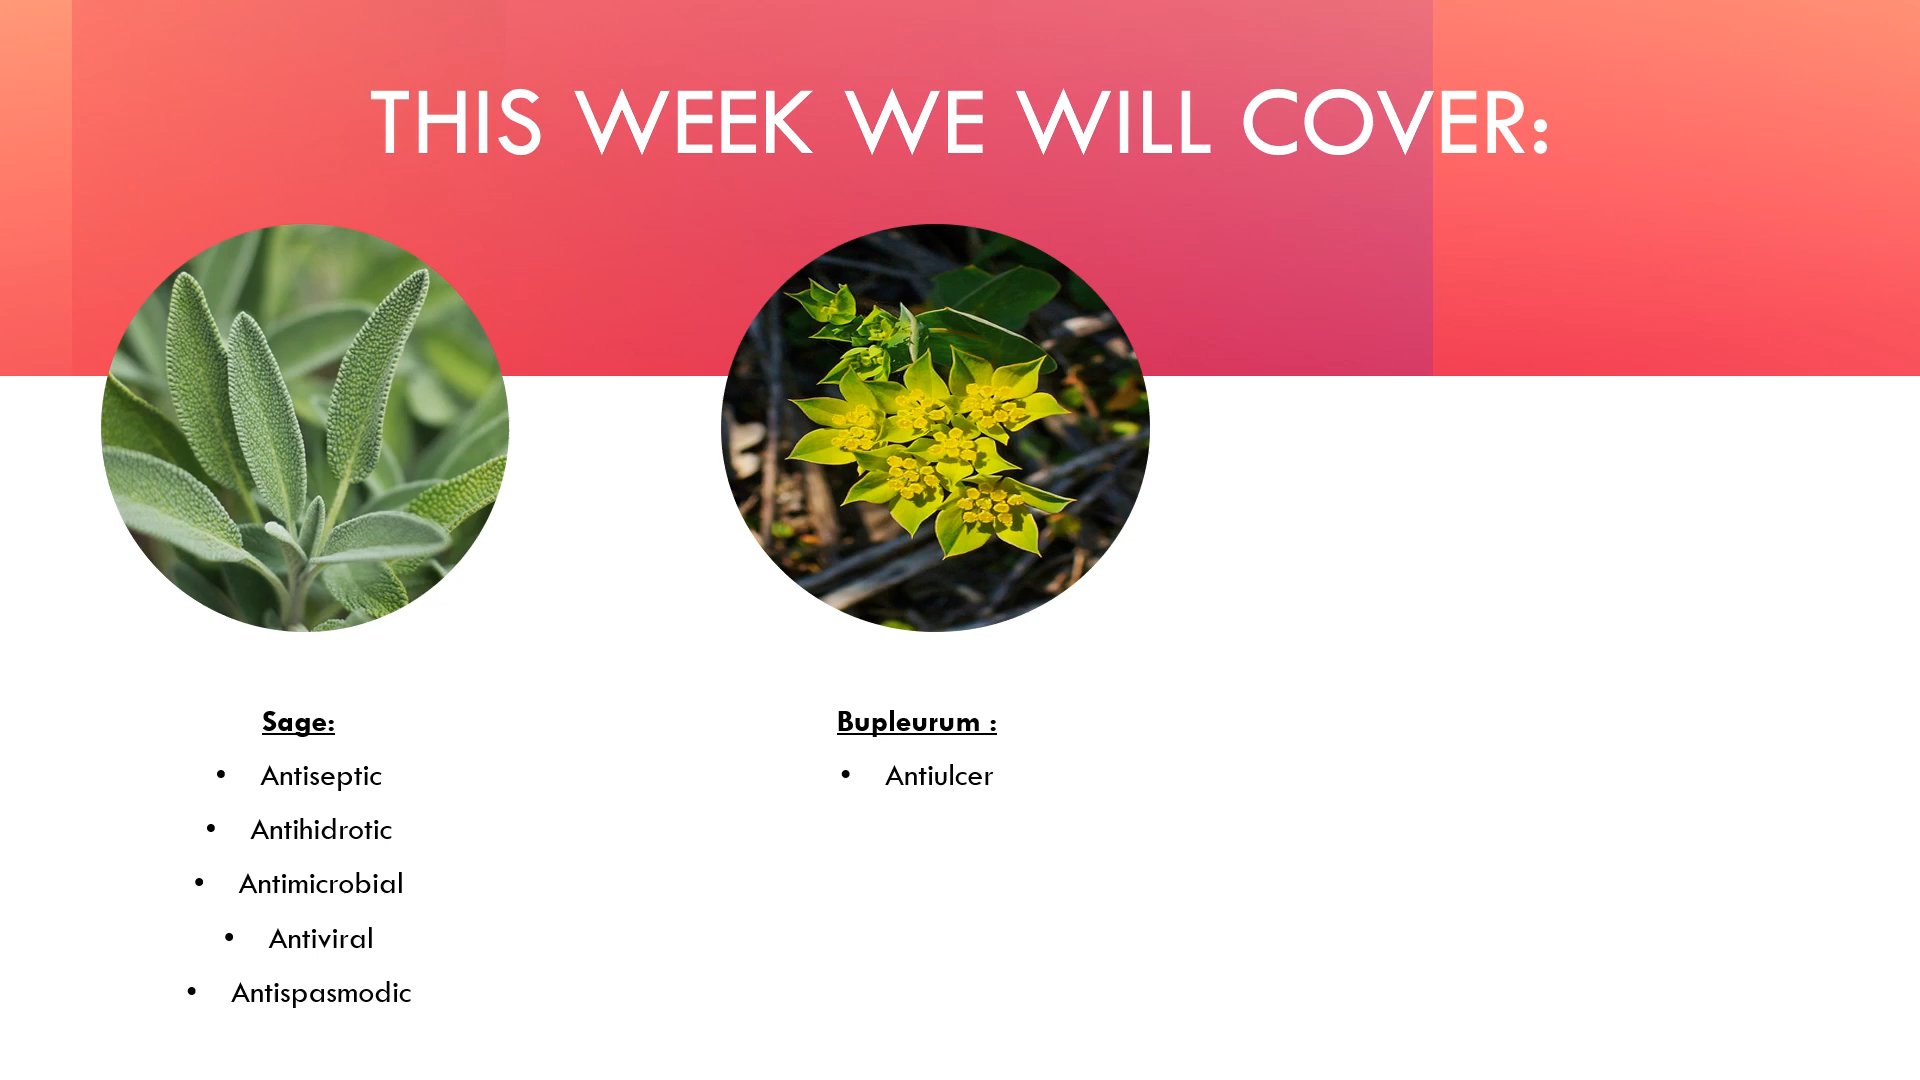 THIS WEEK WE WILL COVER:
Sage:
• Antiseptic
• Antihidrotic
• Antimicrobial
• Antiviral
• Antispasmodic
Bupleurum :
• Antiulcer